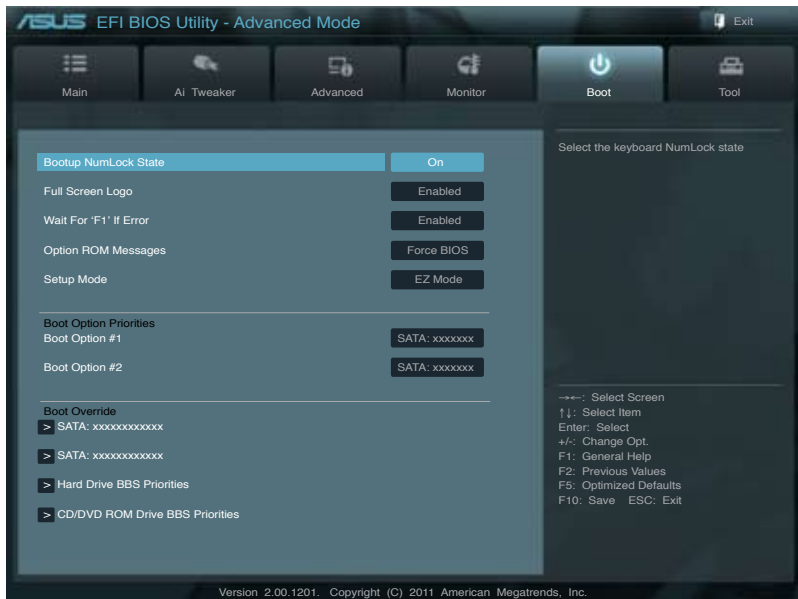 ASUS EFI BIOS Utility - Advanced Mode
Exit
Main
Ai Tweaker
Advanced
Monitor
Boot
Tool
Bootup NumLock State On
Full Screen Logo Enabled
Wait For ‘F1’ If Error Enabled
Option ROM Messages Force BIOS
Setup Mode EZ Mode
Boot Option Priorities
Boot Option #1 SATA: xxxxxxx
Boot Option #2 SATA: xxxxxxx
Boot Override
> SATA: xxxxxxxxxxxx
> SATA: xxxxxxxxxxxx
> Hard Drive BBS Priorities
> CD/DVD ROM Drive BBS Priorities
Select the keyboard NumLock state
→←: Select Screen
↑↓: Select Item
Enter: Select
+/-: Change Opt.
F1: General Help
F2: Previous Values
F5: Optimized Defaults
F10: Save ESC: Exit
Version 2.00.1201. Copyright (C) 2011 American Megatrends, Inc.